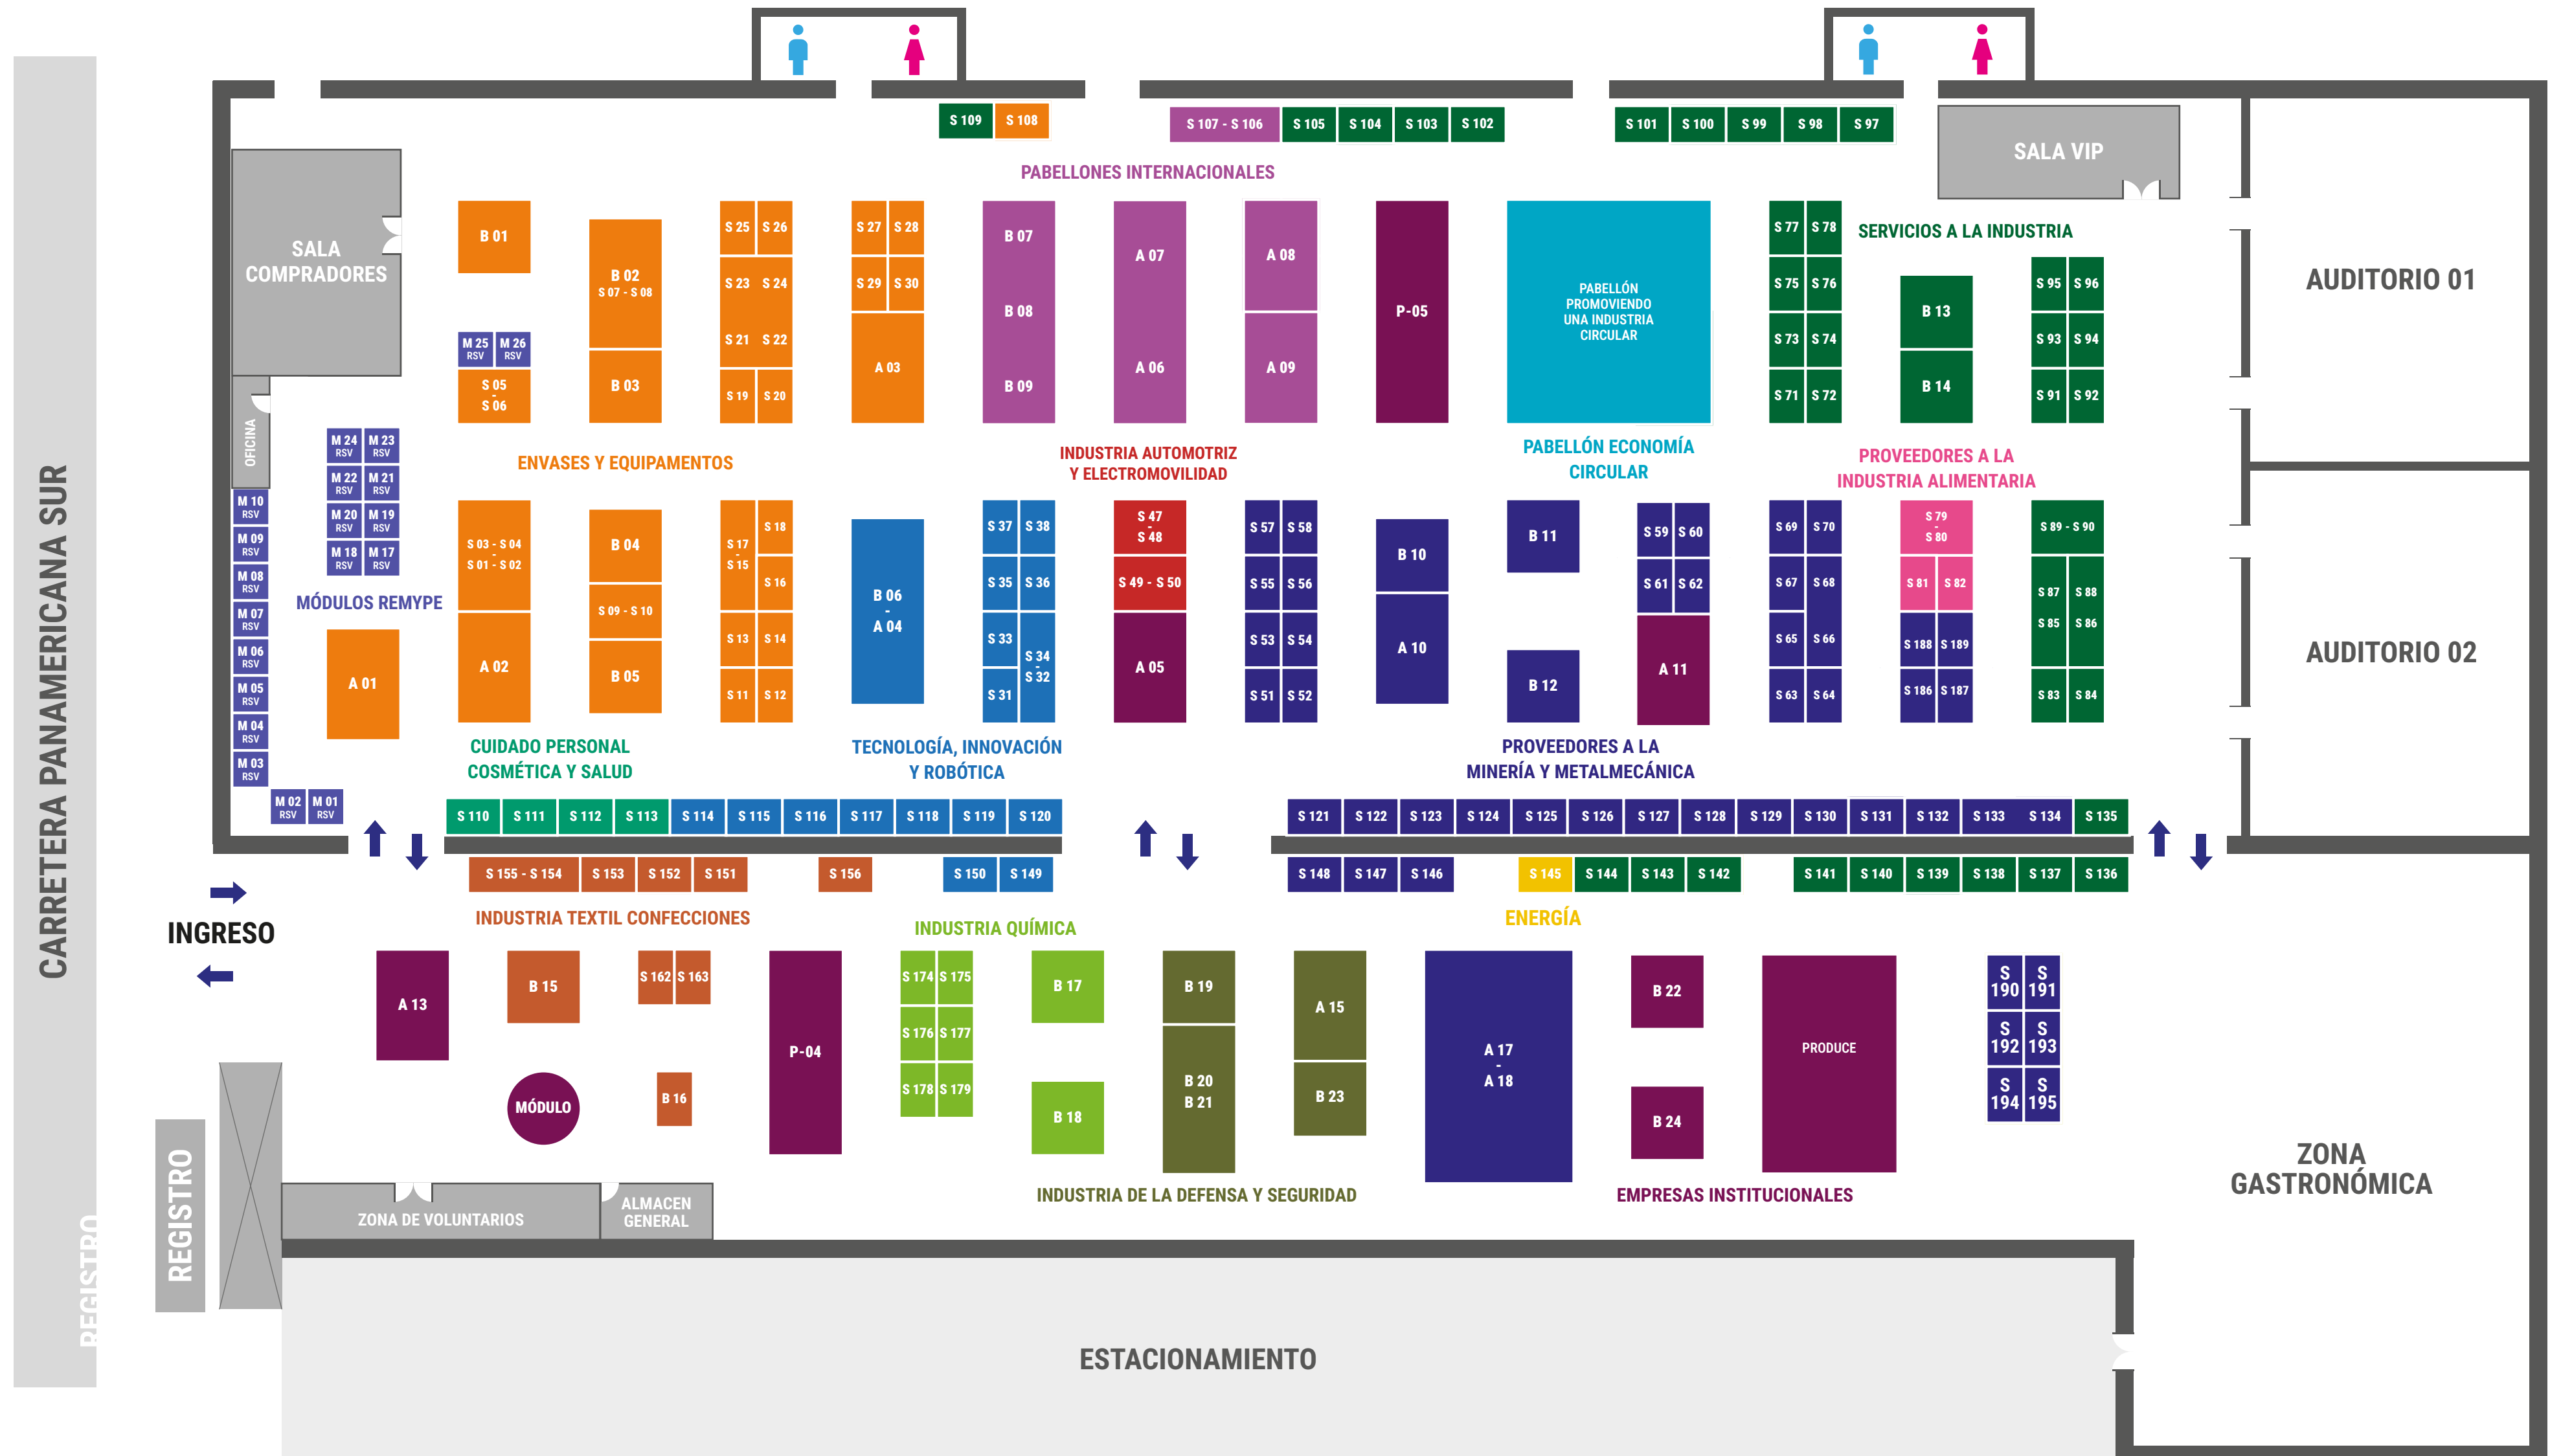 S 109
S 108
S 107 - S 106
S 105
S 104
S 103
S 102
S 101
S 100
S 99
S 98
S 97
SALA VIP
PABELLONES INTERNACIONALES
SALA
COMPRADORES
B 01
M 25
RSV
M 26
RSV
S 05
-
S 06
B 02
S 07 - S 08
B 03
S 25
S 26
S 23
S 24
S 21
S 22
S 19
S 20
S 27
S 28
S 29
S 30
A 03
B 07
B 08
B 09
A 07
A 06
A 08
A 09
P-05
PABELLÓN
PROMOVIENDO
UNA INDUSTRIA
CIRCULAR
S 77
S 78
S 75
S 76
S 73
S 74
S 71
S 72
SERVICIOS A LA INDUSTRIA
B 13
B 14
S 95
S 96
S 93
S 94
S 91
S 92
AUDITORIO 01
OFICINA
M 24
RSV
M 23
RSV
M 22
RSV
M 21
RSV
M 20
RSV
M 19
RSV
M 18
RSV
M 17
RSV
MÓDULOS REMYPE
ENVASES Y EQUIPAMENTOS
INDUSTRIA AUTOMOTRIZ
Y ELECTROMOVILIDAD
PABELLÓN ECONOMÍA
CIRCULAR
PROVEEDORES A LA
INDUSTRIA ALIMENTARIA
CARRETERA PANAMERICANA SUR
M 10
RSV
M 09
RSV
M 08
RSV
M 07
RSV
M 06
RSV
M 05
RSV
M 04
RSV
M 03
RSV
M 02
RSV
M 01
RSV
A 01
S 03 - S 04
-
S 01 - S 02
A 02
B 04
S 09 - S 10
B 05
S 17
-
S 15
S 18
S 16
S 13
S 14
S 11
S 12
B 06
-
A 04
S 37
S 38
S 35
S 36
S 33
S 34
-
S 32
S 31
S 47
-
S 48
S 49 - S 50
A 05
S 57
S 58
S 55
S 56
S 53
S 54
S 51
S 52
B 10
A 10
B 11
B 12
S 59
S 60
S 61
S 62
A 11
S 69
S 70
S 67
S 68
S 65
S 66
S 63
S 64
S 79
-
S 80
S 81
S 82
S 188
S 189
S 186
S 187
S 89 - S 90
S 87
S 88
S 85
S 86
S 83
S 84
AUDITORIO 02
CUIDADO PERSONAL
COSMÉTICA Y SALUD
TECNOLOGÍA, INNOVACIÓN
Y ROBÓTICA
PROVEEDORES A LA
MINERÍA Y METALMECÁNICA
S 110
S 111
S 112
S 113
S 114
S 115
S 116
S 117
S 118
S 119
S 120
S 121
S 122
S 123
S 124
S 125
S 126
S 127
S 128
S 129
S 130
S 131
S 132
S 133
S 134
S 135
S 155 - S 154
S 153
S 152
S 151
S 156
S 150
S 149
S 148
S 147
S 146
S 145
S 144
S 143
S 142
S 141
S 140
S 139
S 138
S 137
S 136
INGRESO
INDUSTRIA TEXTIL CONFECCIONES
INDUSTRIA QUÍMICA
ENERGÍA
A 13
B 15
MÓDULO
S 162
S 163
B 16
P-04
S 174
S 175
S 176
S 177
S 178
S 179
B 17
B 18
B 19
B 20
B 21
A 15
B 23
A 17
-
A 18
B 22
B 24
PRODUCE
S
190
S
191
S
192
S
193
S
194
S
195
ZONA
GASTRONÓMICA
REGISTRO
REGISTRO
ZONA DE VOLUNTARIOS
ALMACEN
GENERAL
INDUSTRIA DE LA DEFENSA Y SEGURIDAD
EMPRESAS INSTITUCIONALES
ESTACIONAMIENTO